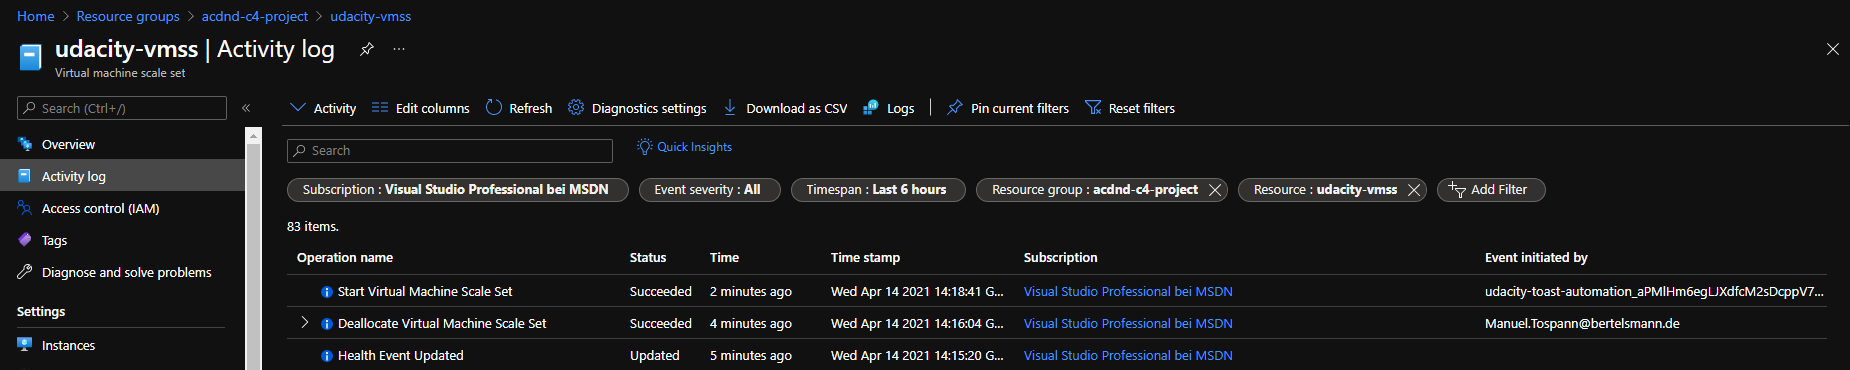 Home > Resource groups > acdnd-c4-project > udacity-vmss
udacity-vmss | Activity log ...
Virtual machine scale set
Search (Ctrl+/)
«
Activity Edit columns Refresh Diagnostics settings Download as CSV Logs | Pin current filters Reset filters
Overview
Activity log
Access control (IAM)
Tags
Diagnose and solve problems
Settings
Instances
Search
Quick Insights
Subscription : Visual Studio Professional bei MSDN Event severity : All Timespan : Last 6 hours Resource group : acdnd-c4-project Resource : udacity-vmss Add Filter
83 items.
Operation name Status Time Time stamp Subscription Event initiated by
Start Virtual Machine Scale Set Succeeded 2 minutes ago Wed Apr 14 2021 14:18:41 G... Visual Studio Professional bei MSDN udacity-toast-automation_aPMlHm6egLJXdfcM2sDcppV7...
Deallocate Virtual Machine Scale Set Succeeded 4 minutes ago Wed Apr 14 2021 14:16:04 G... Visual Studio Professional bei MSDN Manuel.Tospann@bertelsmann.de
Health Event Updated Updated 5 minutes ago Wed Apr 14 2021 14:15:20 G... Visual Studio Professional bei MSDN